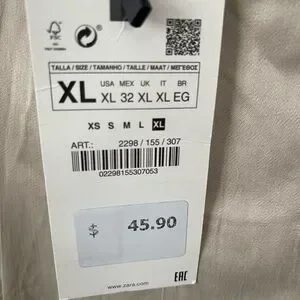 FSC
TALLA / SIZE / TAMANHO / TAILLE / MAAT / ΜΕΓΕΘΟΣ
XL
USA MEX UK IT BR
XL 32 XL XL EG
XS S M L XL
ART.: 2298 / 155 / 307
02298155307053
$ 45.90
www.zara.com
EAC